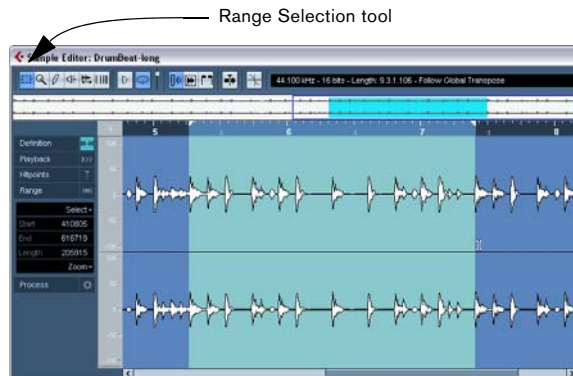 Range Selection tool
Sample Editor: DrumBeat-long
44.100 kHz - 16 bits - Length: 9.3.1.106 - Follow Global Transpose
5 6 7 8
Definition
Playback
Hitpoints
Range
Select
Start 410805
End 616719
Length 205915
Zoom
Process